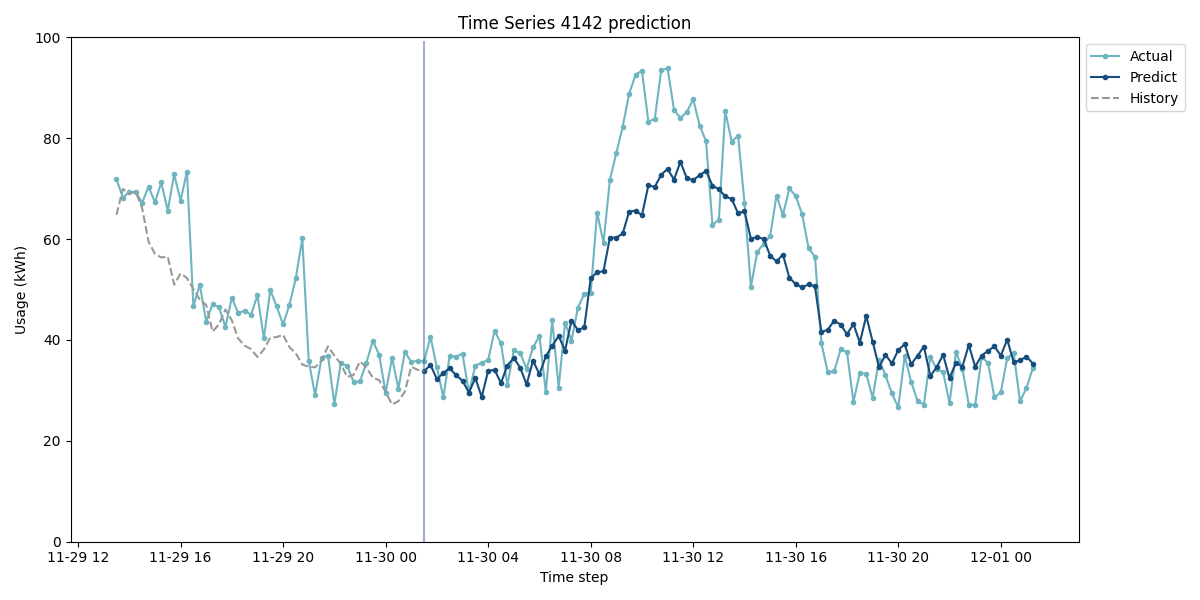 Time Series 4142 prediction
100
80
60
40
20
0
Usage (kWh)
11-29 12
11-29 16
11-29 20
11-30 00
11-30 04
11-30 08
11-30 12
11-30 16
11-30 20
12-01 00
Time step
Actual
Predict
History